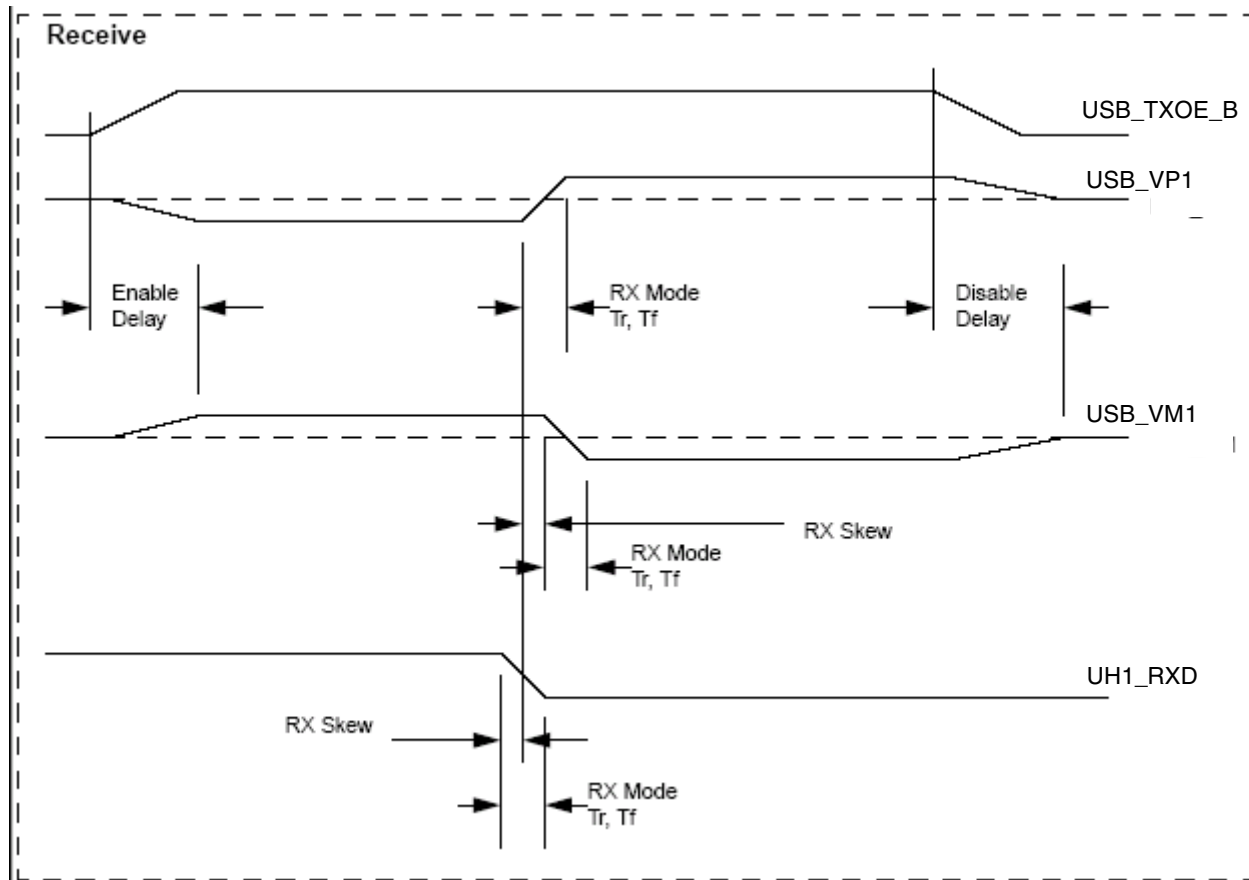 Receive
USB_TXOE_B
USB_VP1
Enable
Delay
RX Mode
Tr, Tf
Disable
Delay
USB_VM1
RX Skew
RX Mode
Tr, Tf
UH1_RXD
RX Skew
RX Mode
Tr, Tf